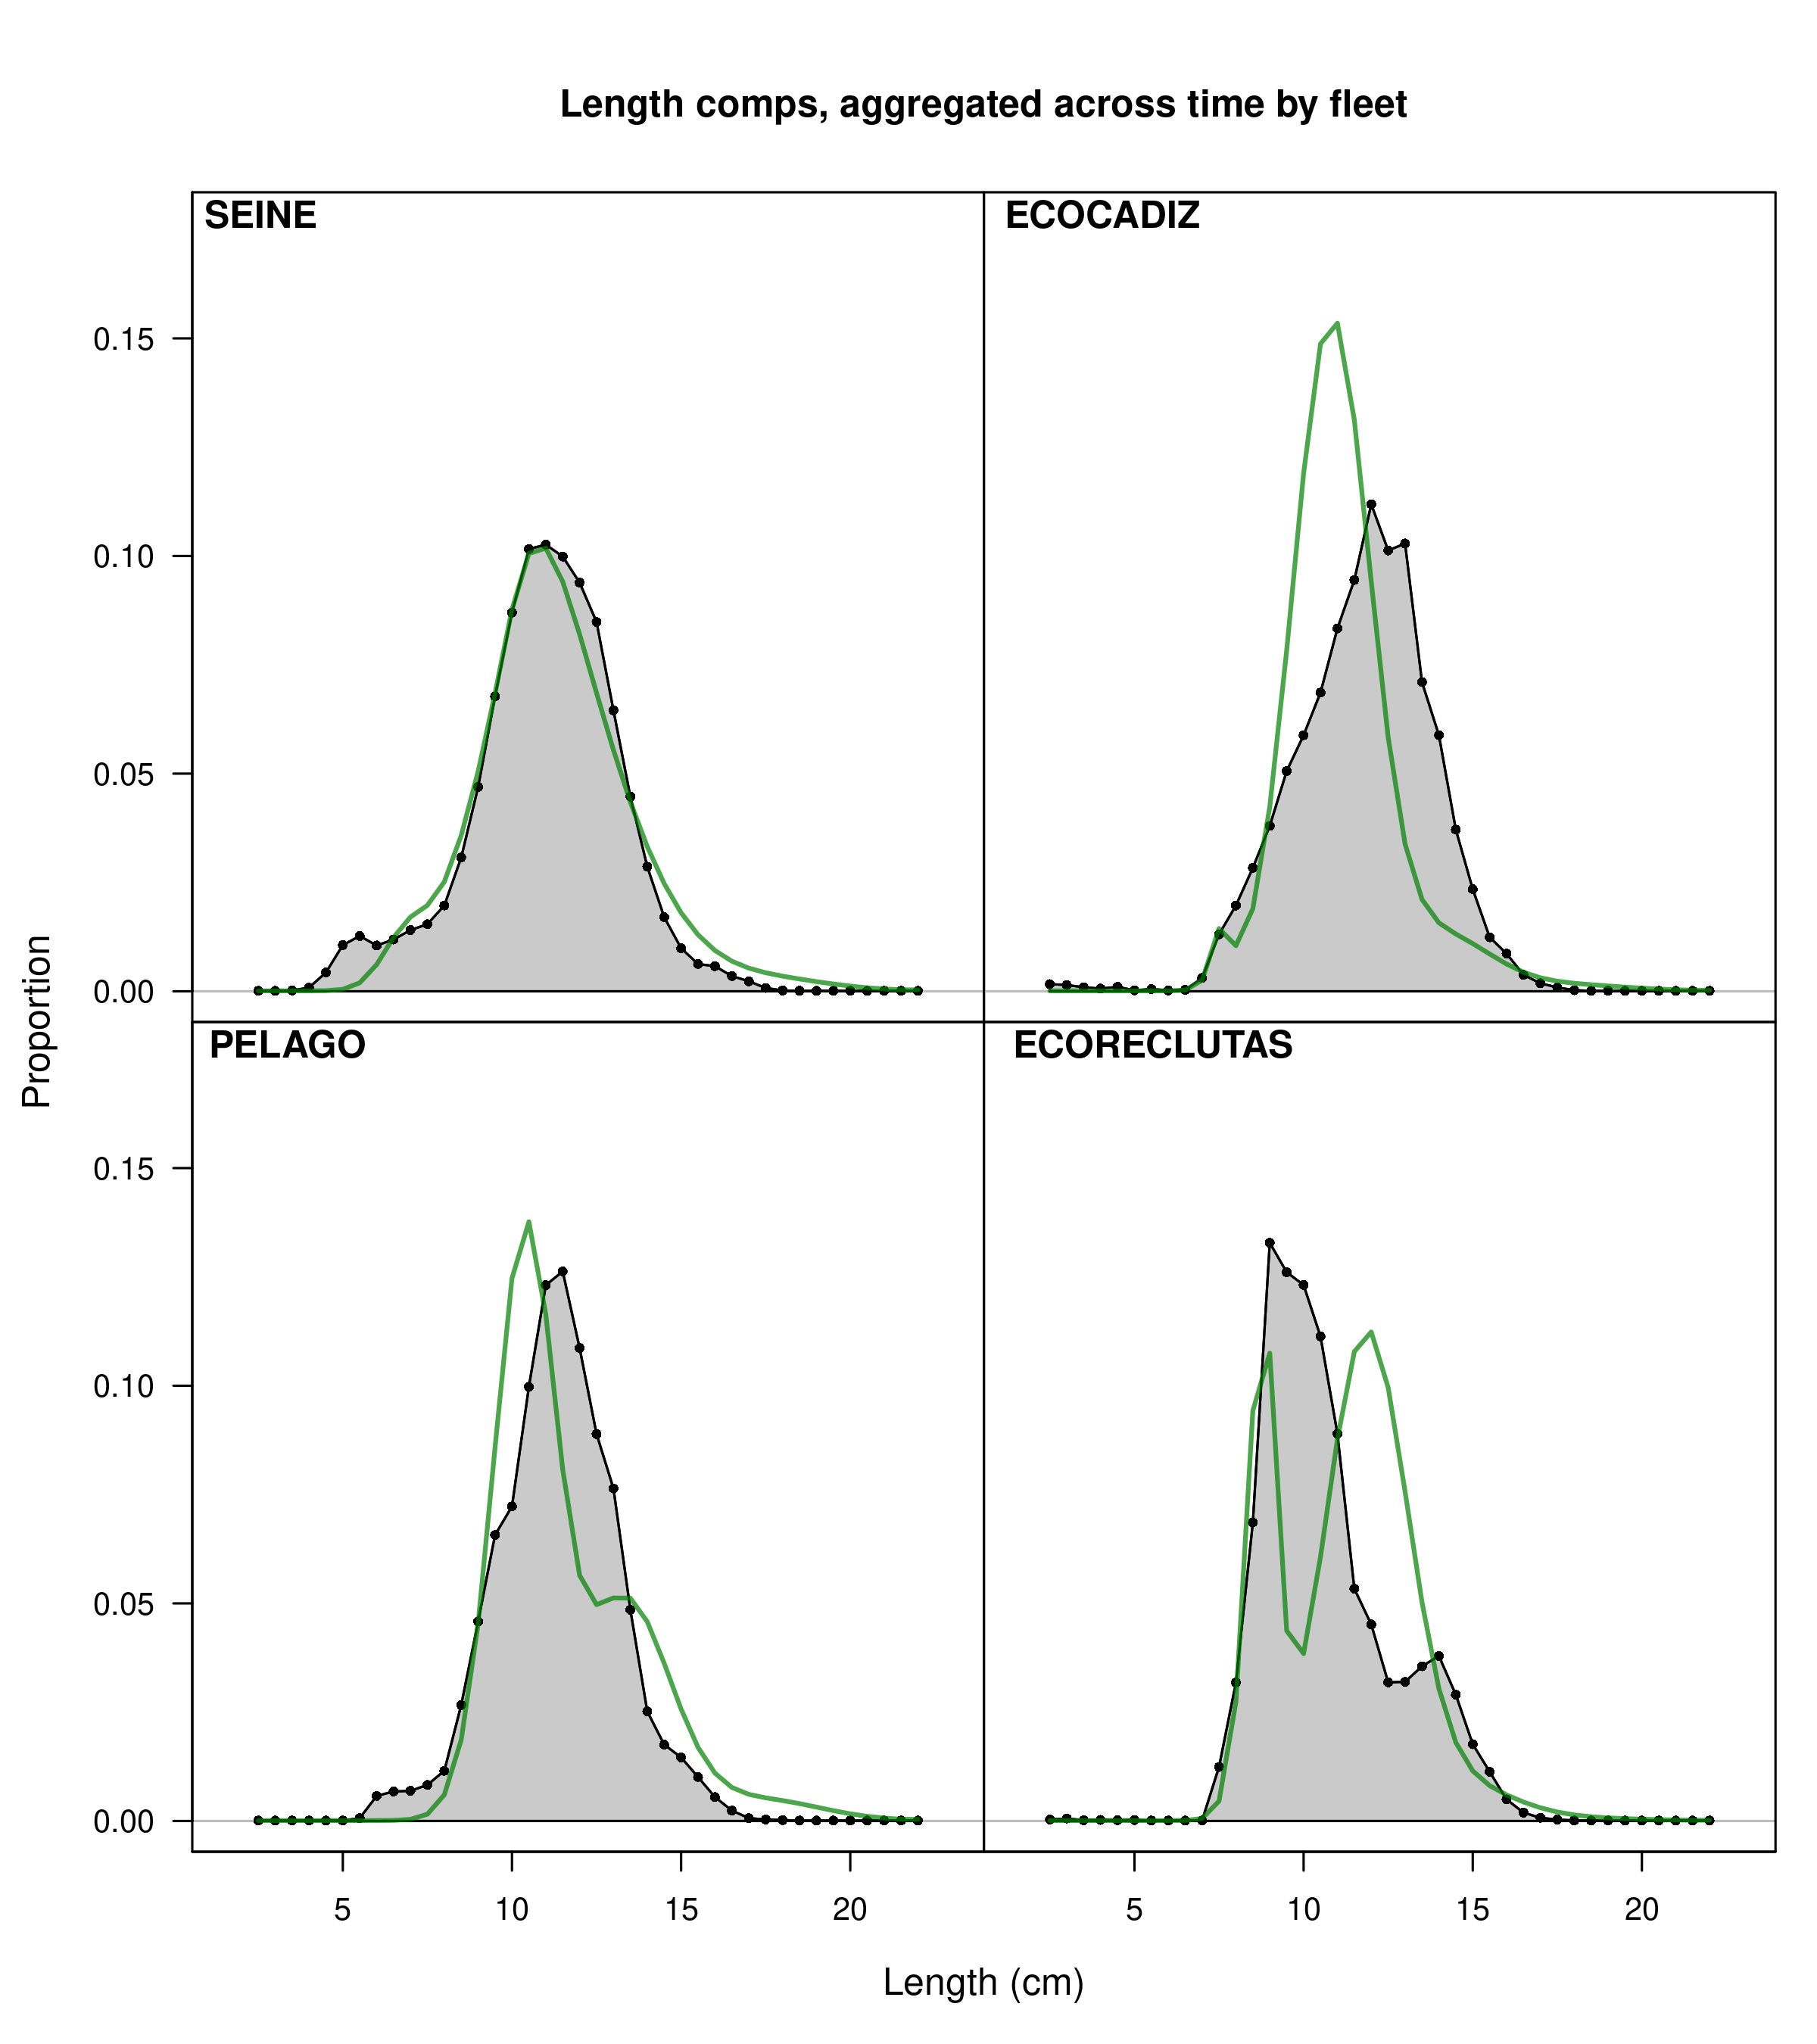 Length comps, aggregated across time by fleet
SEINE
ECOCADIZ
0.15
0.10
0.05
0.00
PELAGO
ECORECLUTAS
0.15
0.10
0.05
0.00
Proportion
5 10 15 20
5 10 15 20
Length (cm)